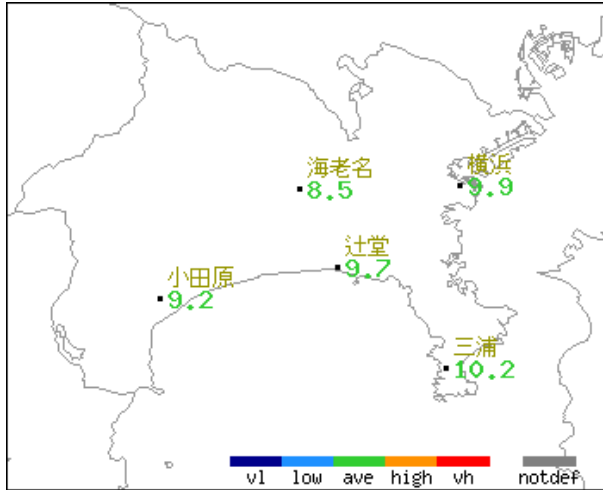 海老名
8.5
横浜
9.9
辻堂
9.7
小田原
9.2
三浦
10.2
vl low ave high vh notdef